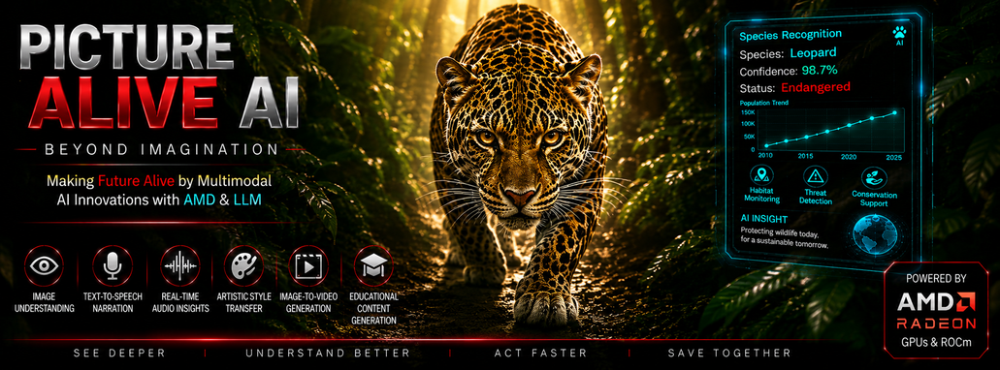 PICTURE
ALIVE AI
BEYOND IMAGINATION
Making Future Alive by Multimodal
AI Innovations with AMD & LLM
IMAGE
UNDERSTANDING
TEXT-TO-SPEECH
NARRATION
REAL-TIME
AUDIO INSIGHTS
ARTISTIC STYLE
TRANSFER
IMAGE-TO-VIDEO
GENERATION
EDUCATIONAL
CONTENT
GENERATION
SEE DEEPER
UNDERSTAND BETTER
ACT FASTER
SAVE TOGETHER
Species Recognition
AI
Species: Leopard
Confidence: 98.7%
Status: Endangered
Population Trend
150K
100K
50K
0
2010 2015 2020 2025
Habitat
Monitoring
Threat
Detection
Conservation
Support
AI INSIGHT
Protecting wildlife today,
for a sustainable tomorrow.
POWERED BY
AMD
RADEON
GPUs & ROCm